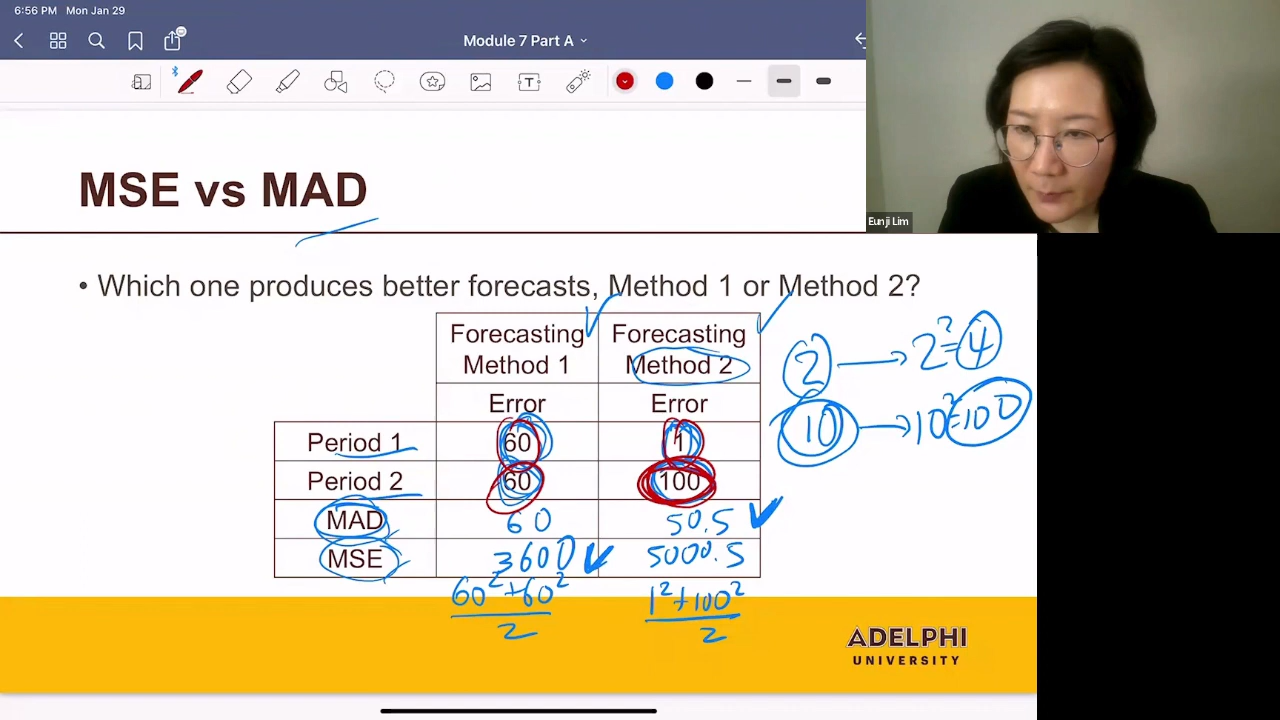 6:56 PM Mon Jan 29
Module 7 Part A
T
Eunji Lim
MSE vs MAD
• Which one produces better forecasts, Method 1 or Method 2?
Forecasting Method 1
Forecasting Method 2
Error
Error
Period 1
60
1
Period 2
60
100
MAD
60
50.5
MSE
3600
5000.5
60²+60²
2
1²+100²
2
2 → 2²=4
10 → 10²=100
ADELPHI
UNIVERSITY